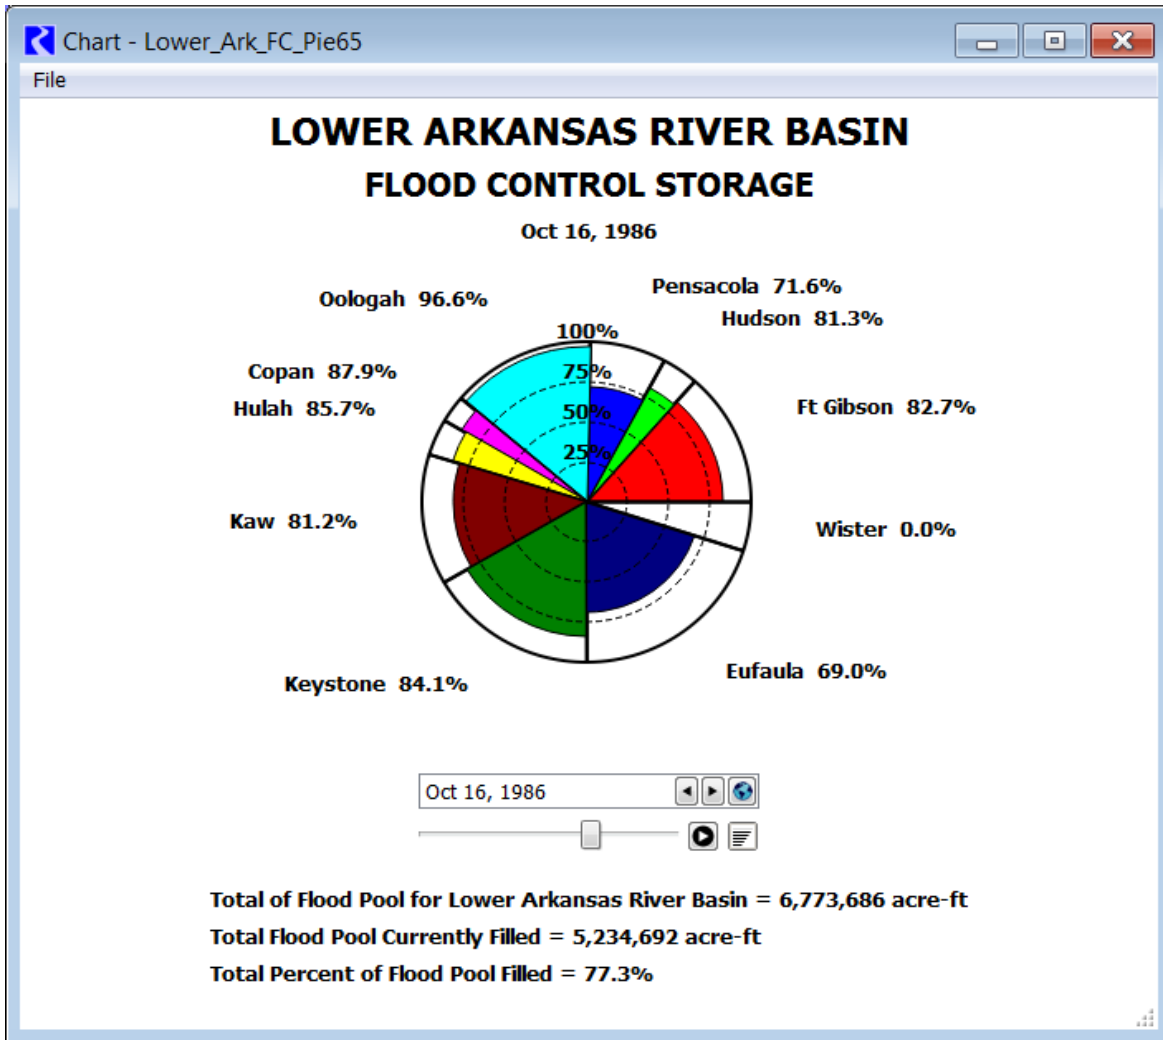 Chart - Lower_Ark_FC_Pie65
File
LOWER ARKANSAS RIVER BASIN
FLOOD CONTROL STORAGE
Oct 16, 1986
Pensacola 71.6%
Oologah 96.6%
Hudson 81.3%
100%
Copan 87.9%
75%
Hulah 85.7%
50%
Ft Gibson 82.7%
25%
Kaw 81.2%
Wister 0.0%
Eufaula 69.0%
Keystone 84.1%
Oct 16, 1986
Total of Flood Pool for Lower Arkansas River Basin = 6,773,686 acre-ft
Total Flood Pool Currently Filled = 5,234,692 acre-ft
Total Percent of Flood Pool Filled = 77.3%